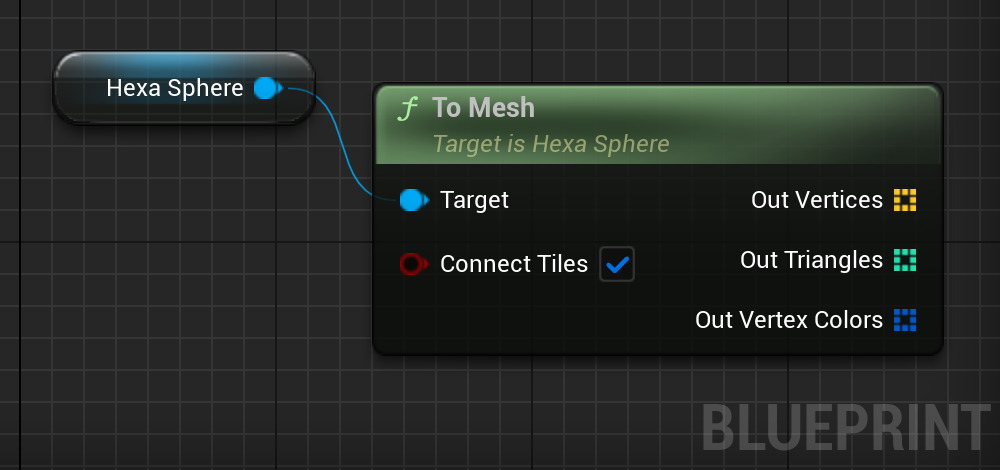 Hexa Sphere
f To Mesh
Target is Hexa Sphere
Target
Out Vertices
Connect Tiles
Out Triangles
Out Vertex Colors
BLUEPRINT